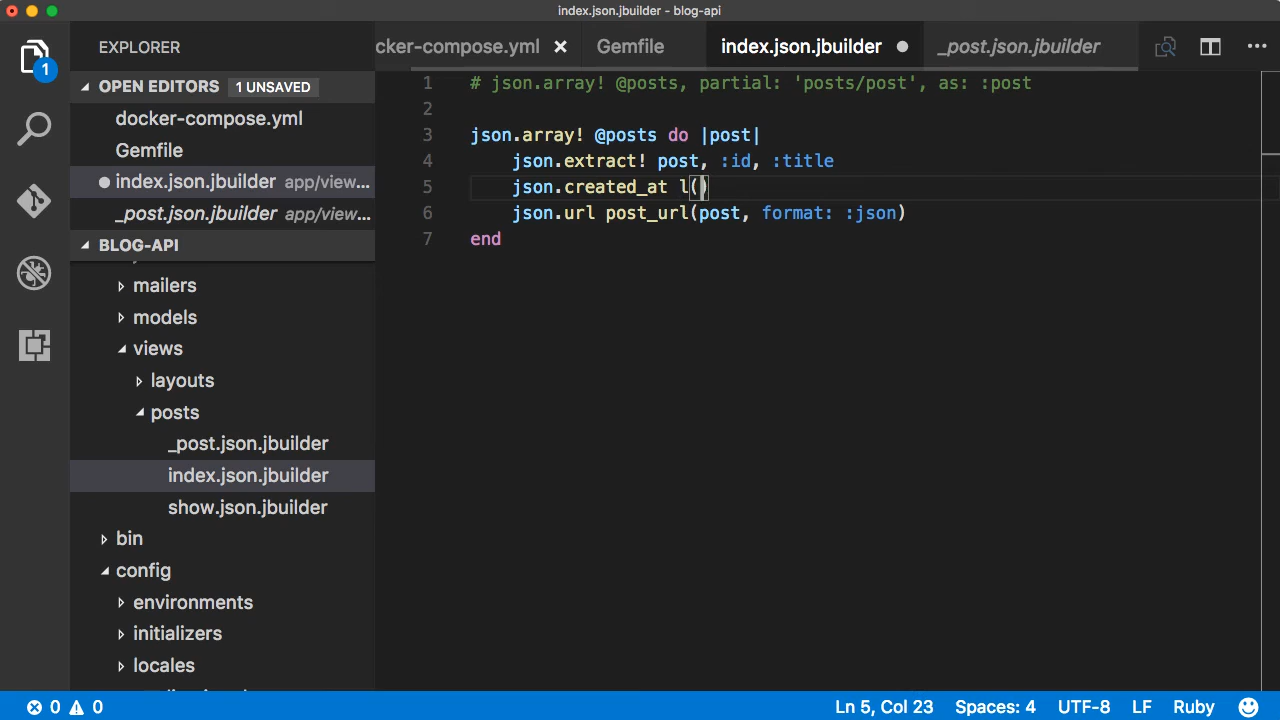 index.json.jbuilder - blog-api
EXPLORER
cker-compose.yml
Gemfile
index.json.jbuilder
_post.json.jbuilder
1
OPEN EDITORS 1 UNSAVED
docker-compose.yml
Gemfile
index.json.jbuilder app/view...
_post.json.jbuilder app/view...
BLOG-API
mailers
models
views
layouts
posts
_post.json.jbuilder
index.json.jbuilder
show.json.jbuilder
bin
config
environments
initializers
locales
1 # json.array! @posts, partial: 'posts/post', as: :post
2
3 json.array! @posts do |post|
4 json.extract! post, :id, :title
5 json.created_at l()
6 json.url post_url(post, format: :json)
7 end
0 0
Ln 5, Col 23 Spaces: 4 UTF-8 LF Ruby